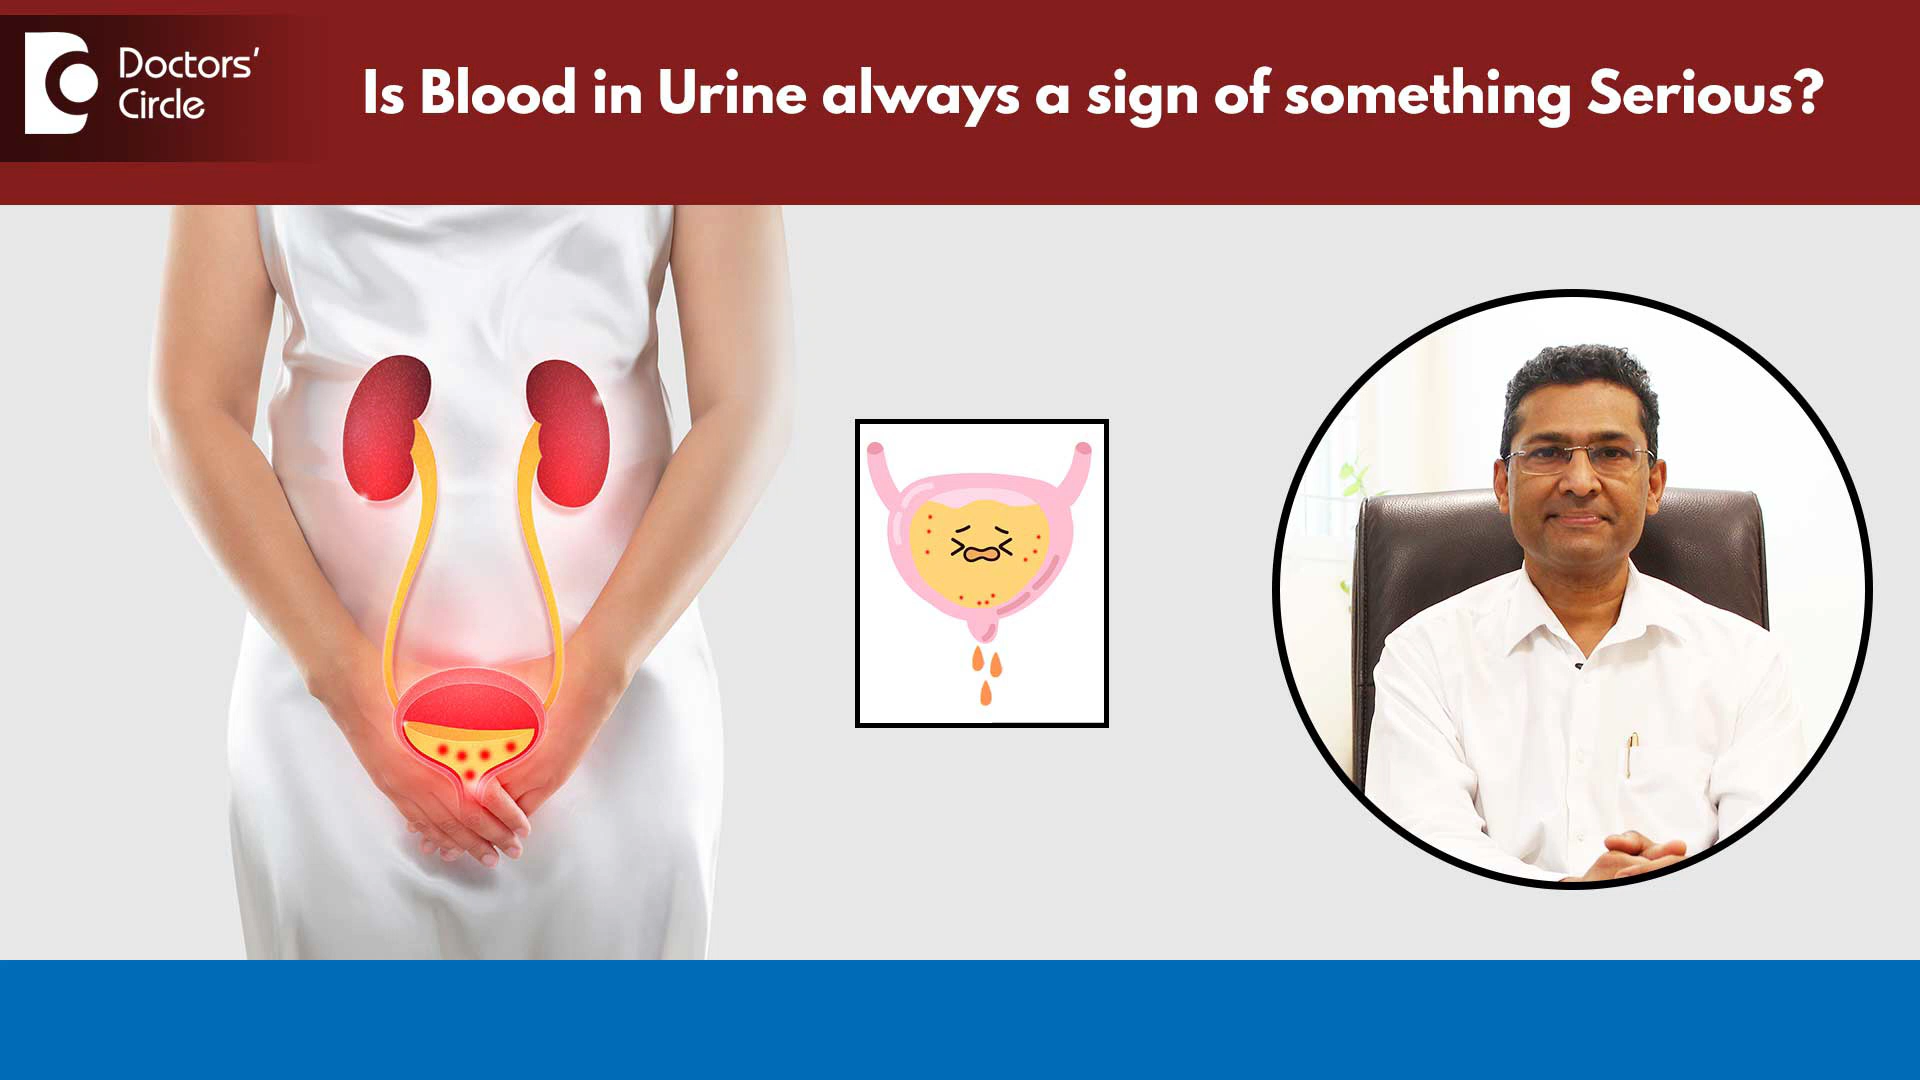 Doctors'
Circle
Is Blood in Urine always a sign of something Serious?